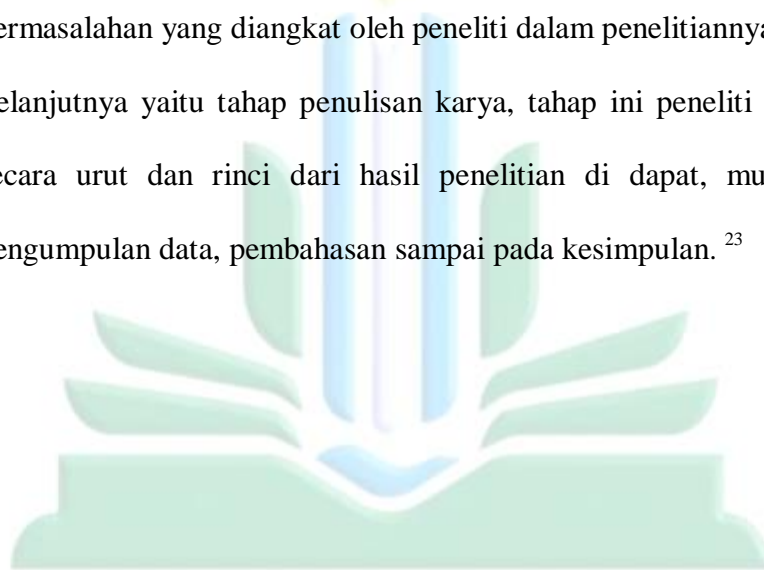 ermasalahan yang diangkat oleh peneliti dalam penelitiannya
elanjutnya yaitu tahap penulisan karya, tahap ini peneliti
ecara urut dan rinci dari hasil penelitian di dapat, mu
engumpulan data, pembahasan sampai pada kesimpulan. 23